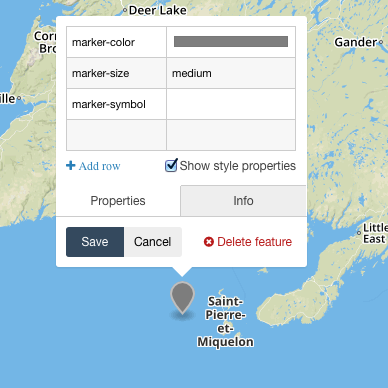 Deer Lake
Gander
marker-color
marker-size medium
marker-symbol
+ Add row
Show style properties
Properties Info
Save Cancel Delete feature
Little
East
Saint-
Pierre-
et-
Miquelon